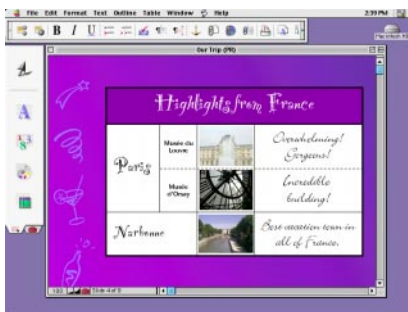 File Edit Format Text Outline Table Window
2:39 PM
B I U
Our Trip (PR)
Highlights from France
Paris
Musée du
Louvre
Overwhelming!
Gorgeous!
Musée
d'Orsay
Incredible
building!
Narbonne
Best vacation town in
all of France.
100
Slide 4 of 8